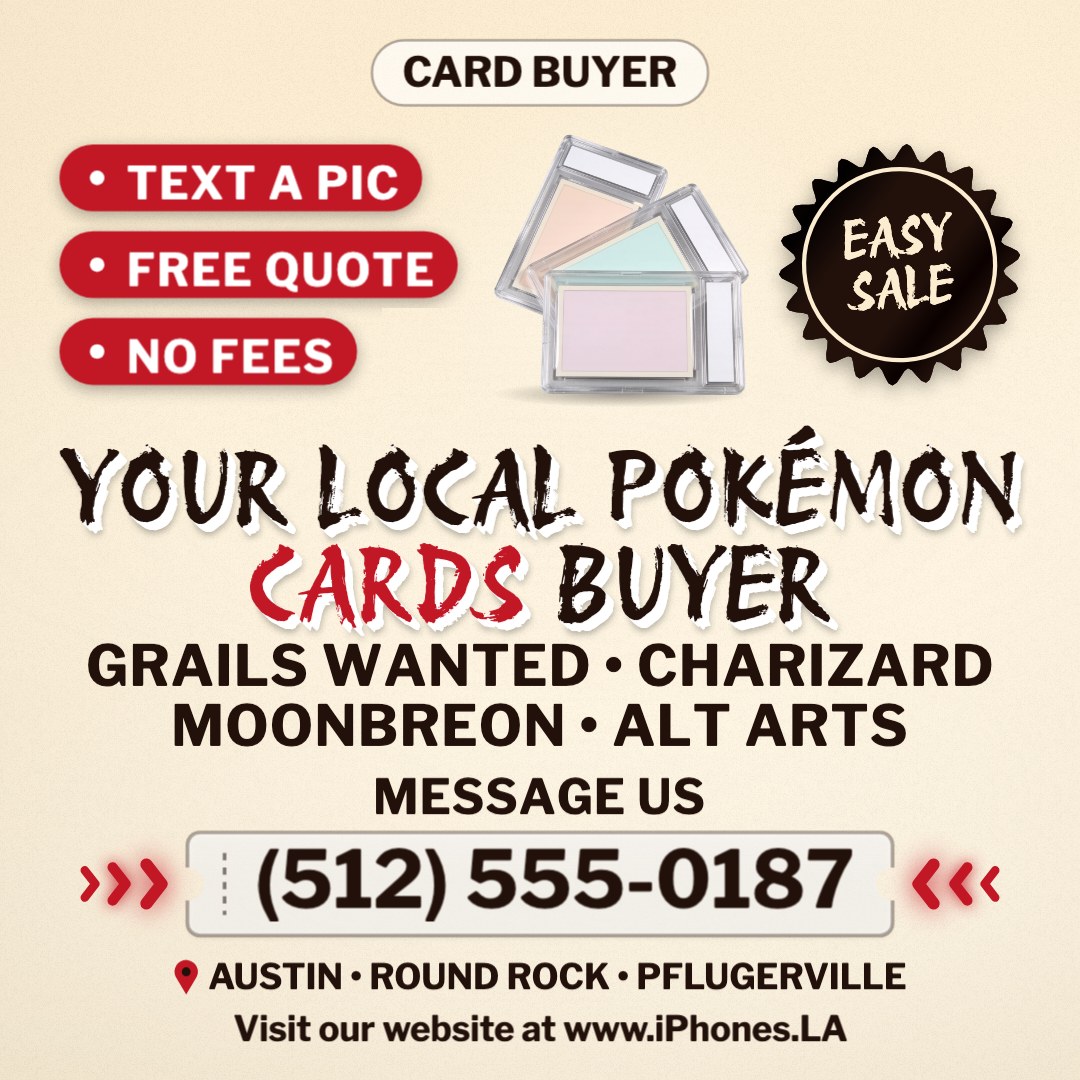 CARD BUYER
• TEXT A PIC
• FREE QUOTE
• NO FEES
EASY
SALE
YOUR LOCAL POKÉMON
CARDS BUYER
GRAILS WANTED • CHARIZARD
MOONBREON • ALT ARTS
MESSAGE US
(512) 555-0187
AUSTIN • ROUND ROCK • PFLUGERVILLE
Visit our website at www.iPhones.LA